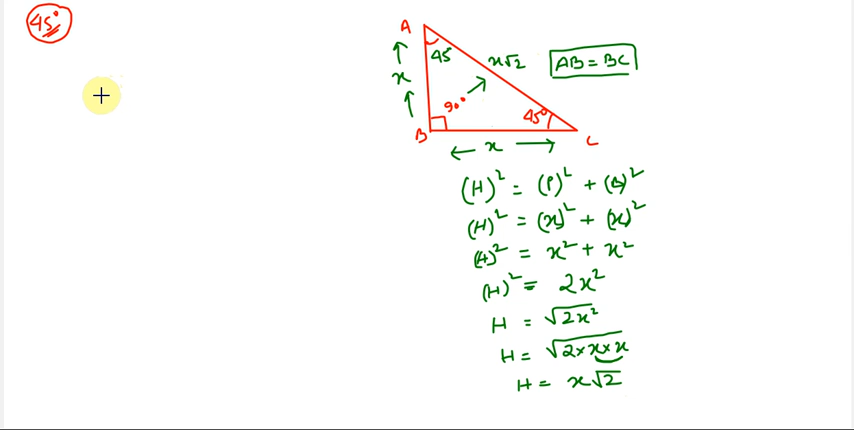 45°
A
45
x√2
AB = BC
x
90°
45°
B
C
x
(H)² = (P)² + (B)²
(H)² = (x)² + (x)²
(H)² = x² + x²
(H)² = 2x²
H = √2x²
H = √2×x×x
H = x√2